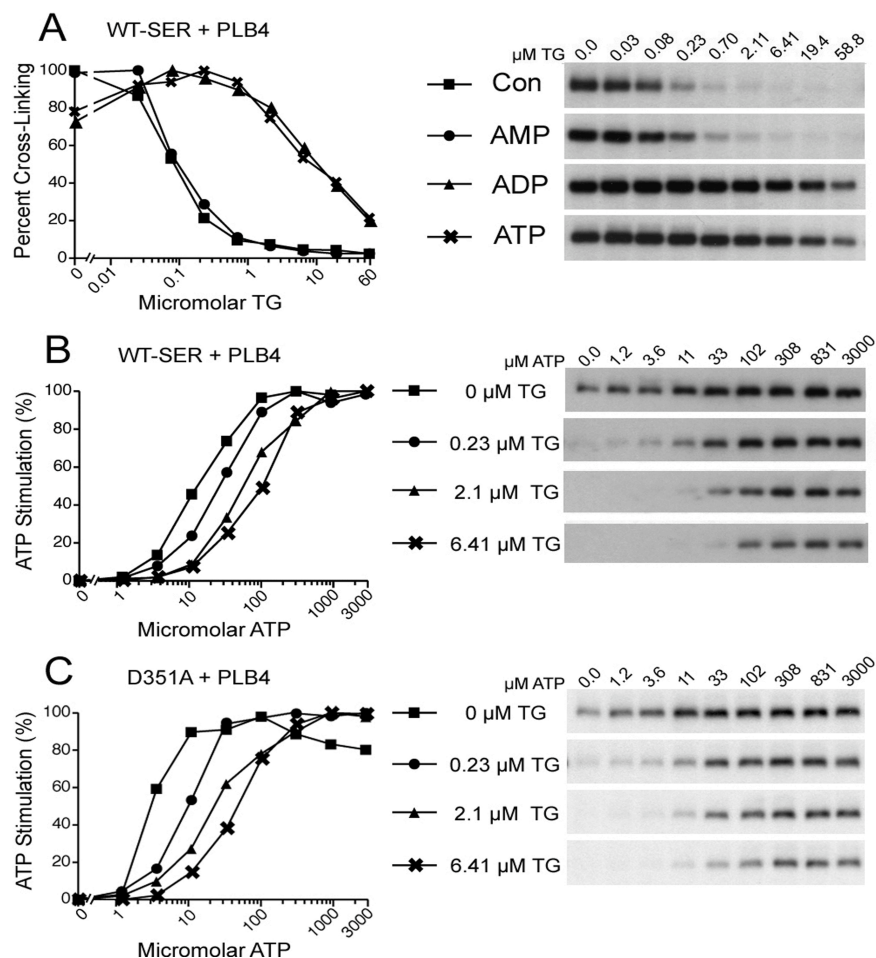 A
WT-SER + PLB4
Percent Cross-Linking
100
80
60
40
20
0
0 0.01 0.1 1 10 60
Micromolar TG
Con
AMP
ADP
ATP
µM TG 0.0 0.03 0.08 0.23 0.70 2.11 6.41 19.4 58.8
B
WT-SER + PLB4
ATP Stimulation (%)
100
80
60
40
20
0
0 1 10 100 1000 3000
Micromolar ATP
0 µM TG
0.23 µM TG
2.1 µM TG
6.41 µM TG
µM ATP 0.0 1.2 3.6 11 33 102 308 831 3000
C
D351A + PLB4
ATP Stimulation (%)
100
80
60
40
20
0
0 1 10 100 1000 3000
Micromolar ATP
0 µM TG
0.23 µM TG
2.1 µM TG
6.41 µM TG
µM ATP 0.0 1.2 3.6 11 33 102 308 831 3000